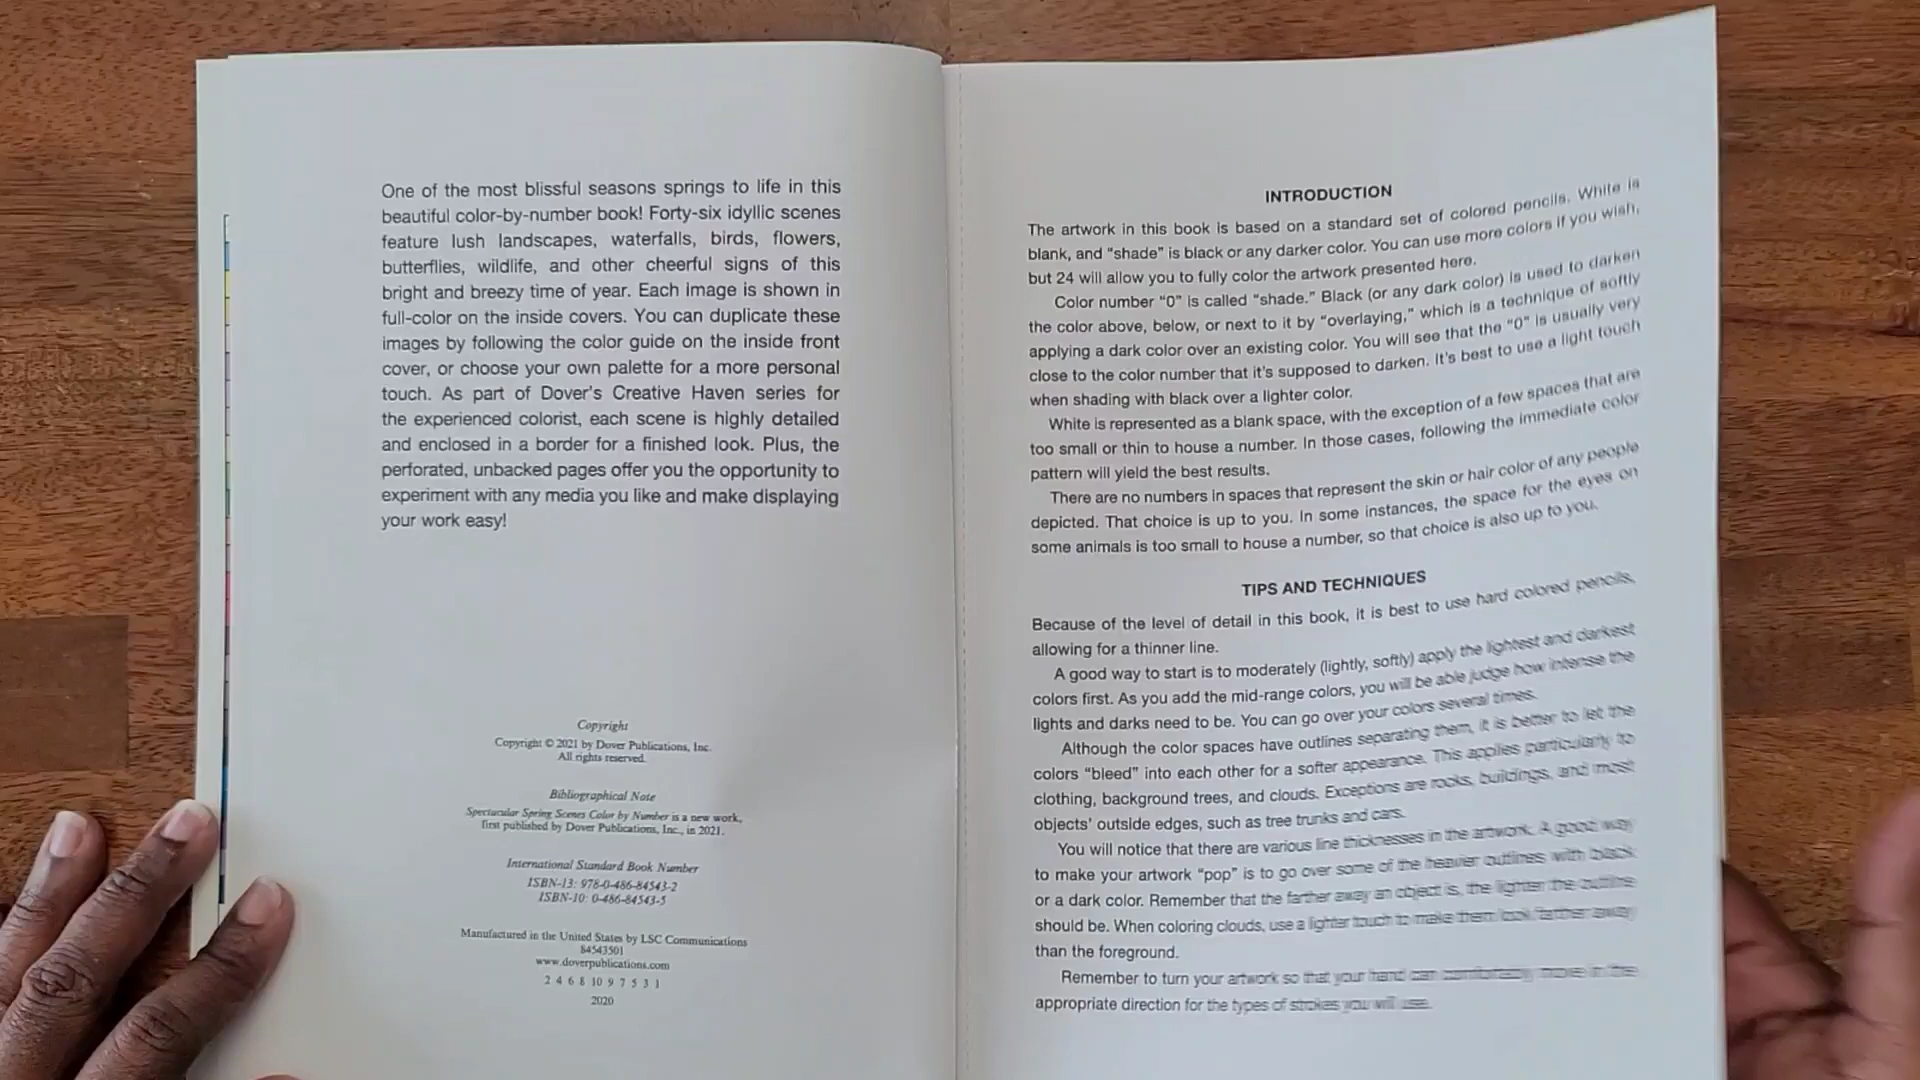 One of the most blissful seasons springs to life in this
beautiful color-by-number book! Forty-six idyllic scenes
feature lush landscapes, waterfalls, birds, flowers,
butterflies, wildlife, and other cheerful signs of this
bright and breezy time of year. Each image is shown in
full-color on the inside covers. You can duplicate these
images by following the color guide on the inside front
cover, or choose your own palette for a more personal
touch. As part of Dover's Creative Haven series for
the experienced colorist, each scene is highly detailed
and enclosed in a border for a finished look. Plus, the
perforated, unbacked pages offer you the opportunity to
experiment with any media you like and make displaying
your work easy!
Copyright
Copyright © 2021 by Dover Publications, Inc.
All rights reserved.
Bibliographical Note
Spectacular Spring Scenes Color by Number is a new work,
first published by Dover Publications, Inc., in 2021.
International Standard Book Number
ISBN-13: 978-0-486-84543-2
ISBN-10: 0-486-84543-5
Manufactured in the United States by LSC Communications
84543501
www.doverpublications.com
2 4 6 8 10 9 7 5 3 1
2020
INTRODUCTION
The artwork in this book is based on a standard set of colored pencils. White is
blank, and “shade” is black or any darker color. You can use more colors if you wish,
but 24 will allow you to fully color the artwork presented here.
Color number “0” is called “shade.” Black (or any dark color) is used to darken
the color above, below, or next to it by “overlaying,” which is a technique of softly
applying a dark color over an existing color. You will see that the “0” is usually very
close to the color number that it's supposed to darken. It's best to use a light touch
when shading with black over a lighter color.
White is represented as a blank space, with the exception of a few spaces that are
too small or thin to house a number. In those cases, following the immediate color
pattern will yield the best results.
There are no numbers in spaces that represent the skin or hair color of any people
depicted. That choice is up to you. In some instances, the space for the eyes on
some animals is too small to house a number, so that choice is also up to you.
TIPS AND TECHNIQUES
Because of the level of detail in this book, it is best to use hard colored pencils,
allowing for a thinner line.
A good way to start is to moderately (lightly, softly) apply the lightest and darkest
colors first. As you add the mid-range colors, you will be able judge how intense the
lights and darks need to be. You can go over your colors several times.
Although the color spaces have outlines separating them, it is better to let the
colors “bleed” into each other for a softer appearance. This applies particularly to
clothing, background trees, and clouds. Exceptions are rocks, buildings, and most
objects' outside edges, such as tree trunks and cars.
You will notice that there are various line thicknesses in the artwork. A good way
to make your artwork “pop” is to go over some of the heavier outlines with black
or a dark color. Remember that the farther away an object is, the lighter the outline
should be. When coloring clouds, use a lighter touch to make them look farther away
than the foreground.
Remember to turn your artwork so that your hand can comfortably move in the
appropriate direction for the types of strokes you will use.